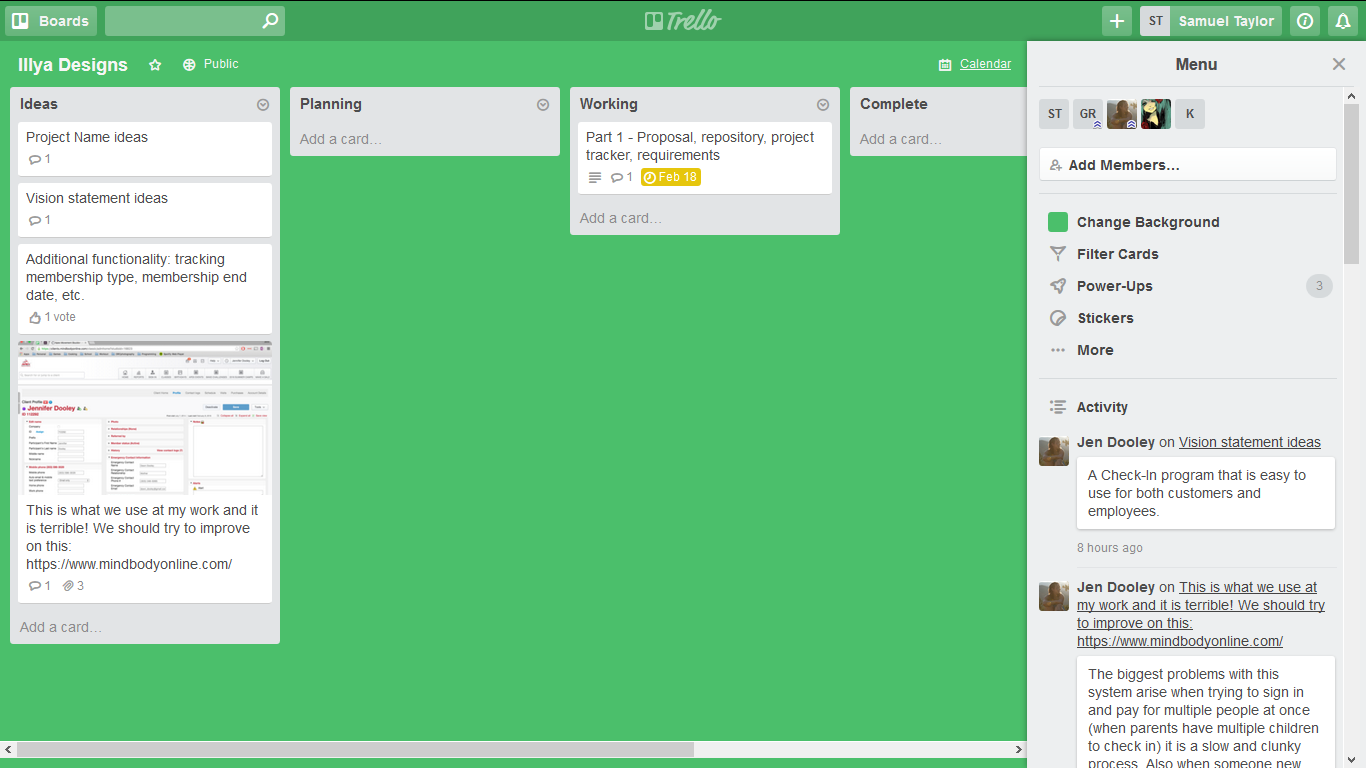 Boards
Trello
ST Samuel Taylor
Illya Designs
Public
Calendar
Ideas
Project Name ideas
1
Vision statement ideas
1
Additional functionality: tracking
membership type, membership end
date, etc.
1 vote
Jennifer Dooley
This is what we use at my work and it
is terrible! We should try to improve
on this:
https://www.mindbodyonline.com/
1 3
Add a card…
Planning
Add a card…
Working
Part 1 - Proposal, repository, project
tracker, requirements
1 Feb 18
Add a card…
Complete
Add a card…
Menu
ST GR K
Add Members…
Change Background
Filter Cards
Power-Ups 3
Stickers
More
Activity
Jen Dooley on Vision statement ideas
A Check-In program that is easy to
use for both customers and
employees.
8 hours ago
Jen Dooley on This is what we use at
my work and it is terrible! We should try
to improve on this:
https://www.mindbodyonline.com/
The biggest problems with this
system arise when trying to sign in
and pay for multiple people at once
(when parents have multiple children
to check in) it is a slow and clunky
process. Also when someone new